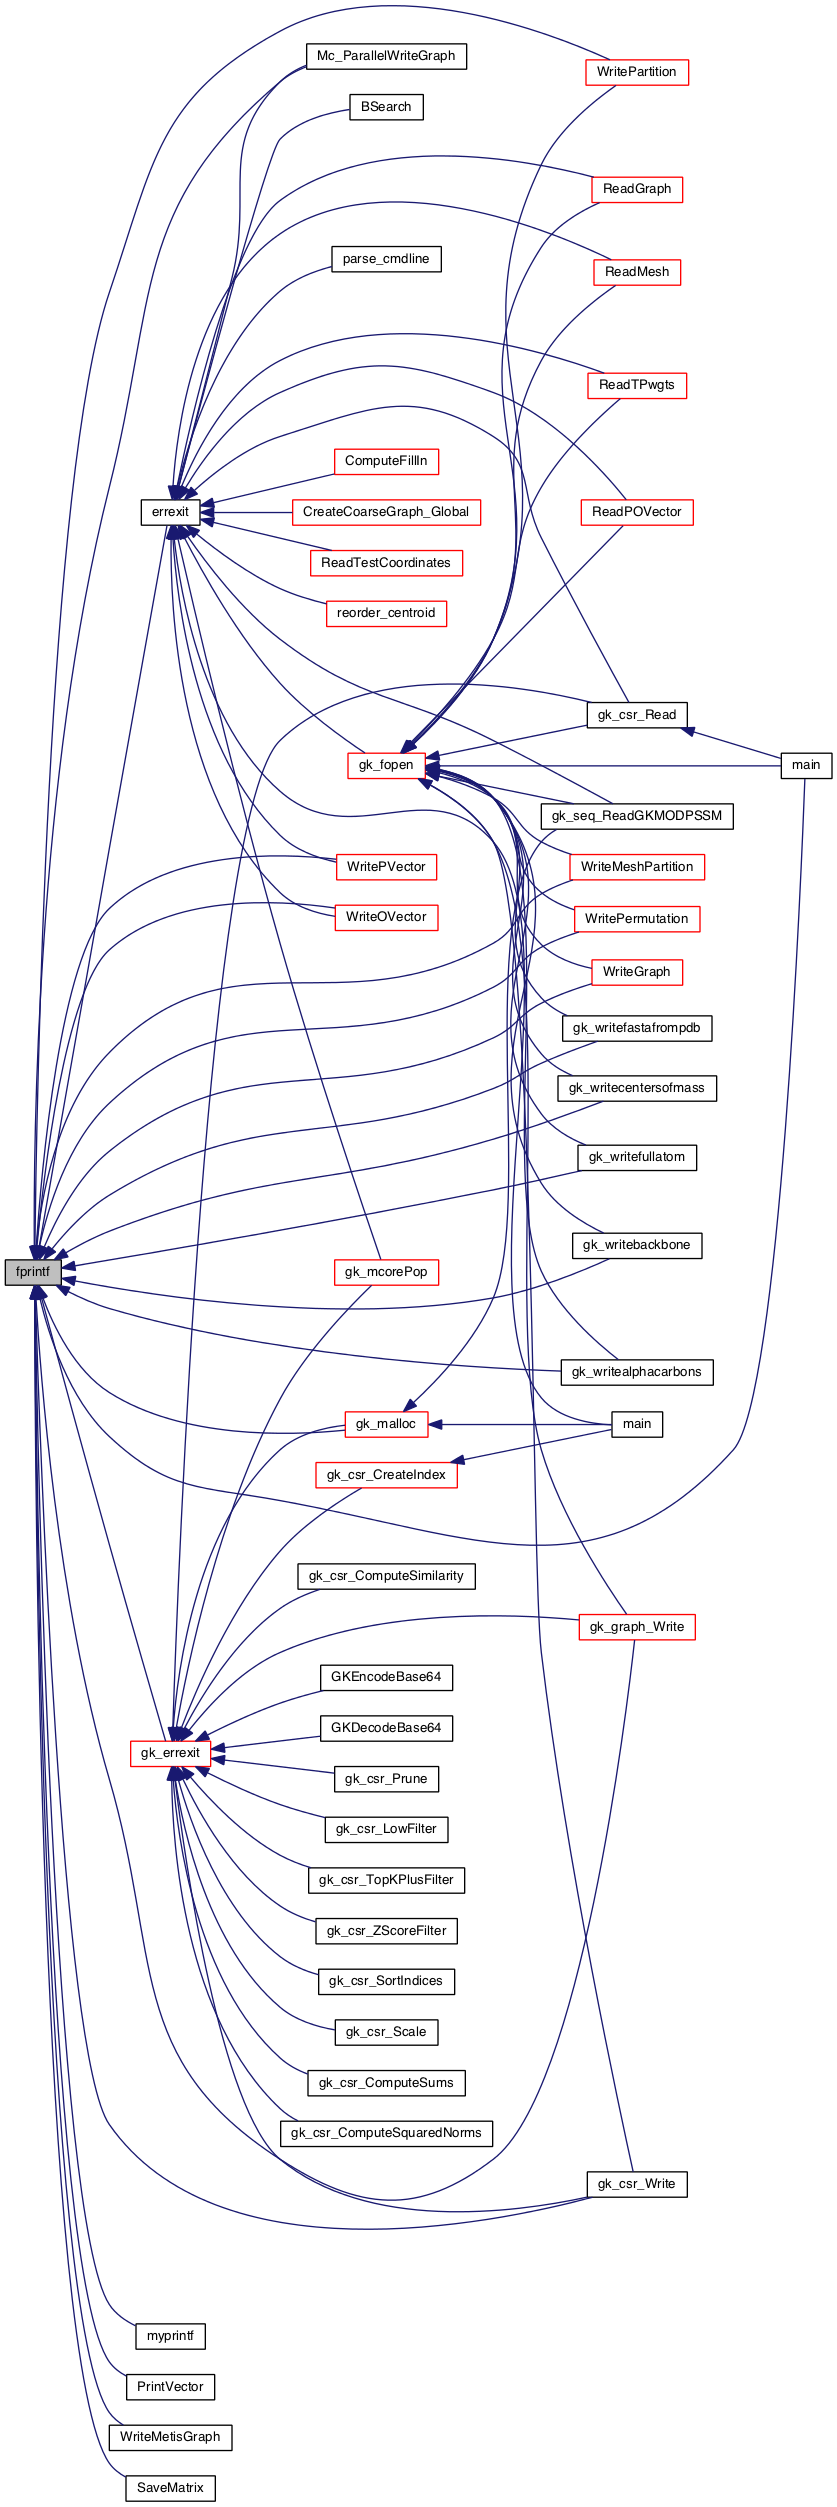 Mc_ParallelWriteGraph
WritePartition
BSearch
ReadGraph
parse_cmdline
ReadMesh
ReadTPwgts
ComputeFillIn
errexit
CreateCoarseGraph_Global
ReadPOVector
ReadTestCoordinates
reorder_centroid
gk_csr_Read
gk_fopen
main
gk_seq_ReadGKMODPSSM
WritePVector
WriteMeshPartition
WriteOVector
WritePermutation
WriteGraph
gk_writefastafrompdb
gk_writecentersofmass
gk_writefullatom
gk_writebackbone
fprintf
gk_mcorePop
gk_writealphacarbons
gk_malloc
main
gk_csr_CreateIndex
gk_csr_ComputeSimilarity
gk_graph_Write
GKEncodeBase64
GKDecodeBase64
gk_errexit
gk_csr_Prune
gk_csr_LowFilter
gk_csr_TopKPlusFilter
gk_csr_ZScoreFilter
gk_csr_SortIndices
gk_csr_Scale
gk_csr_ComputeSums
gk_csr_ComputeSquaredNorms
gk_csr_Write
myprintf
PrintVector
WriteMetisGraph
SaveMatrix